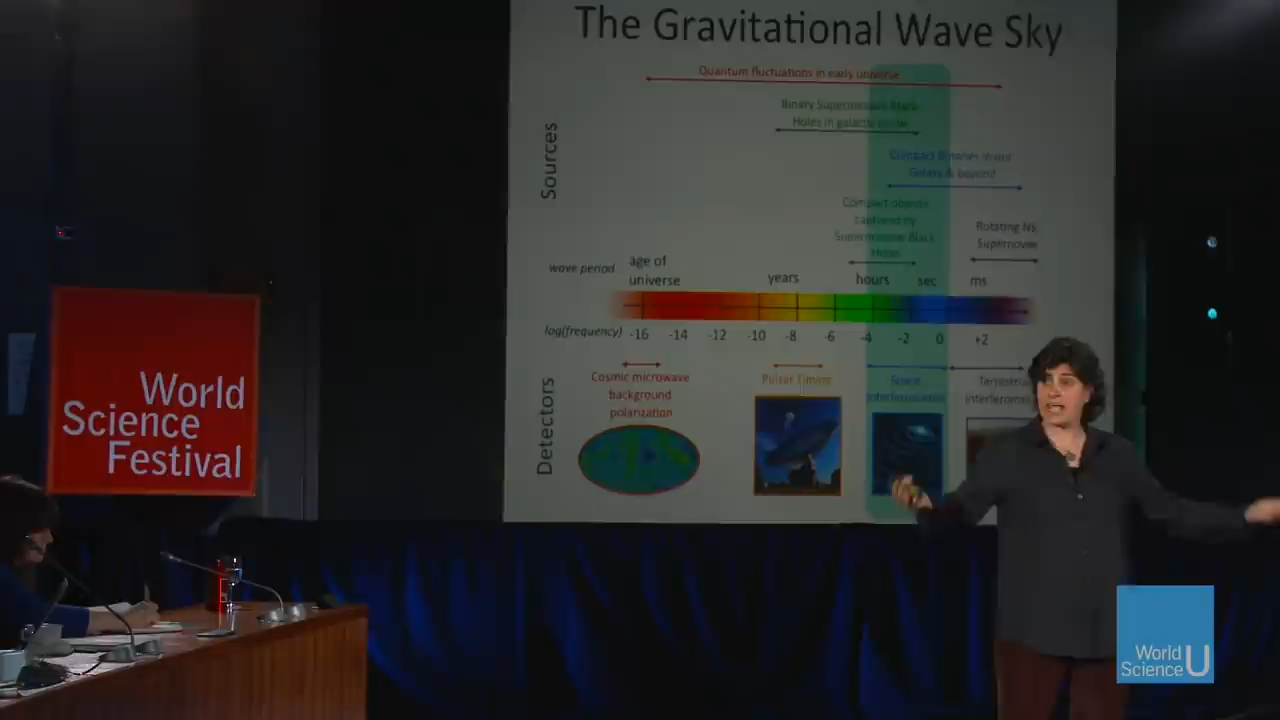 The Gravitational Wave Sky
Quantum fluctuations in early universe
Binary Supermassive Black
Holes in galactic nuclei
Compact Binaries in our
Galaxy & beyond
Compact objects
captured by
Supermassive Black
Holes
Rotating NS
Supernovae
Sources
wave period
age of
universe
years
hours
sec
ms
log(frequency)
-16
-14
-12
-10
-8
-6
-4
-2
0
+2
Detectors
Cosmic microwave
background
polarization
Pulsar Timing
Space
Interferometers
World
Science
Festival
World
Science U